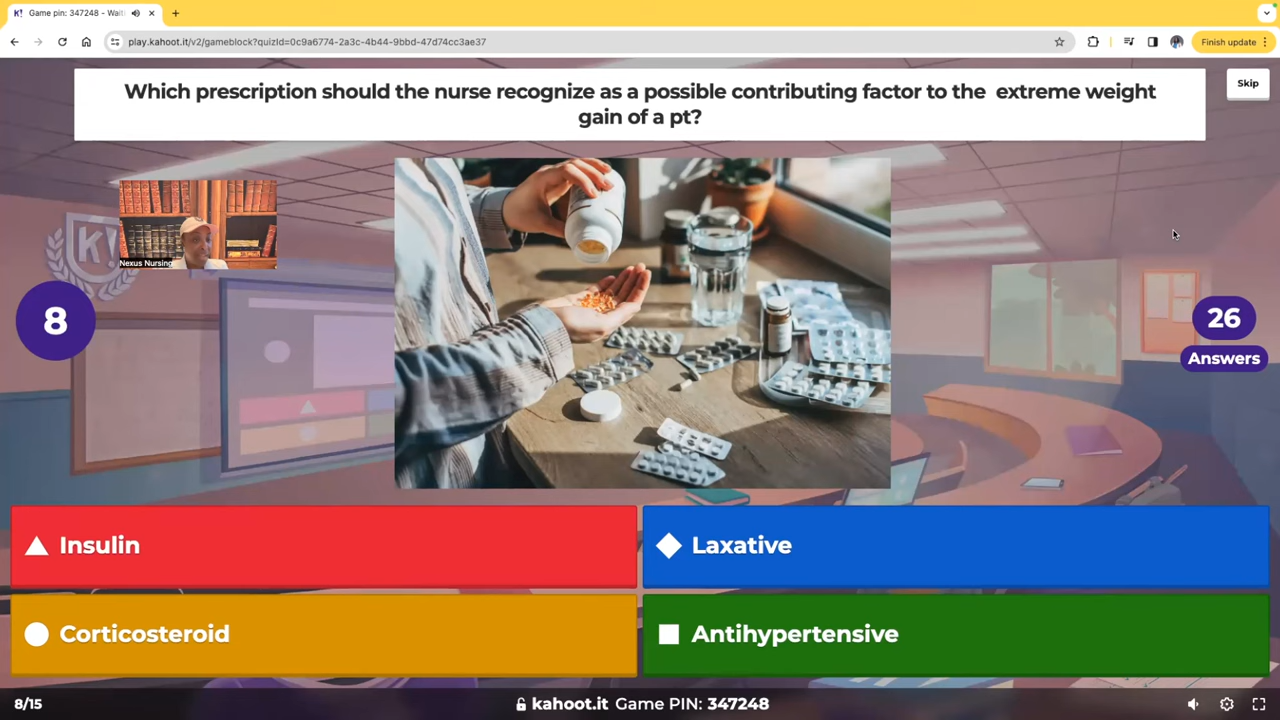 Game pin: 347248 - Waiti
play.kahoot.it/v2/gameblock?quizId=0c9a6774-2a3c-4b44-9bbd-47d74cc3ae37
Finish update
Which prescription should the nurse recognize as a possible contributing factor to the extreme weight
gain of a pt?
Skip
K!
Nexus Nursing
8
26
Answers
Insulin
Laxative
Corticosteroid
Antihypertensive
8/15
kahoot.it Game PIN: 347248